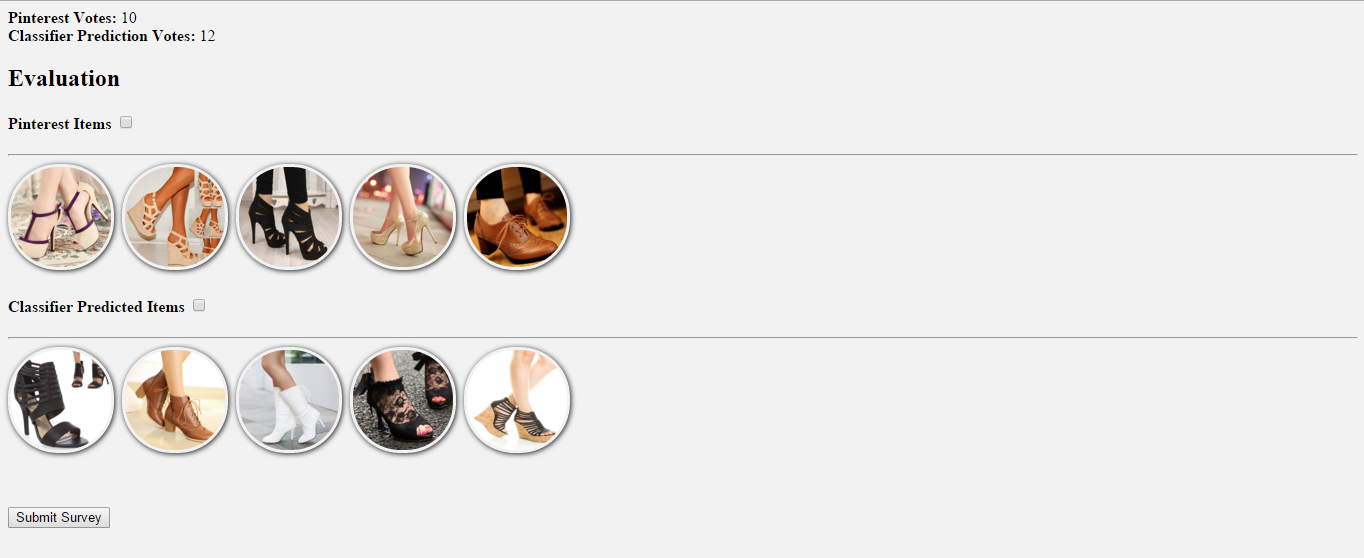 Pinterest Votes: 10
Classifier Prediction Votes: 12
Evaluation
Pinterest Items
Classifier Predicted Items
Submit Survey